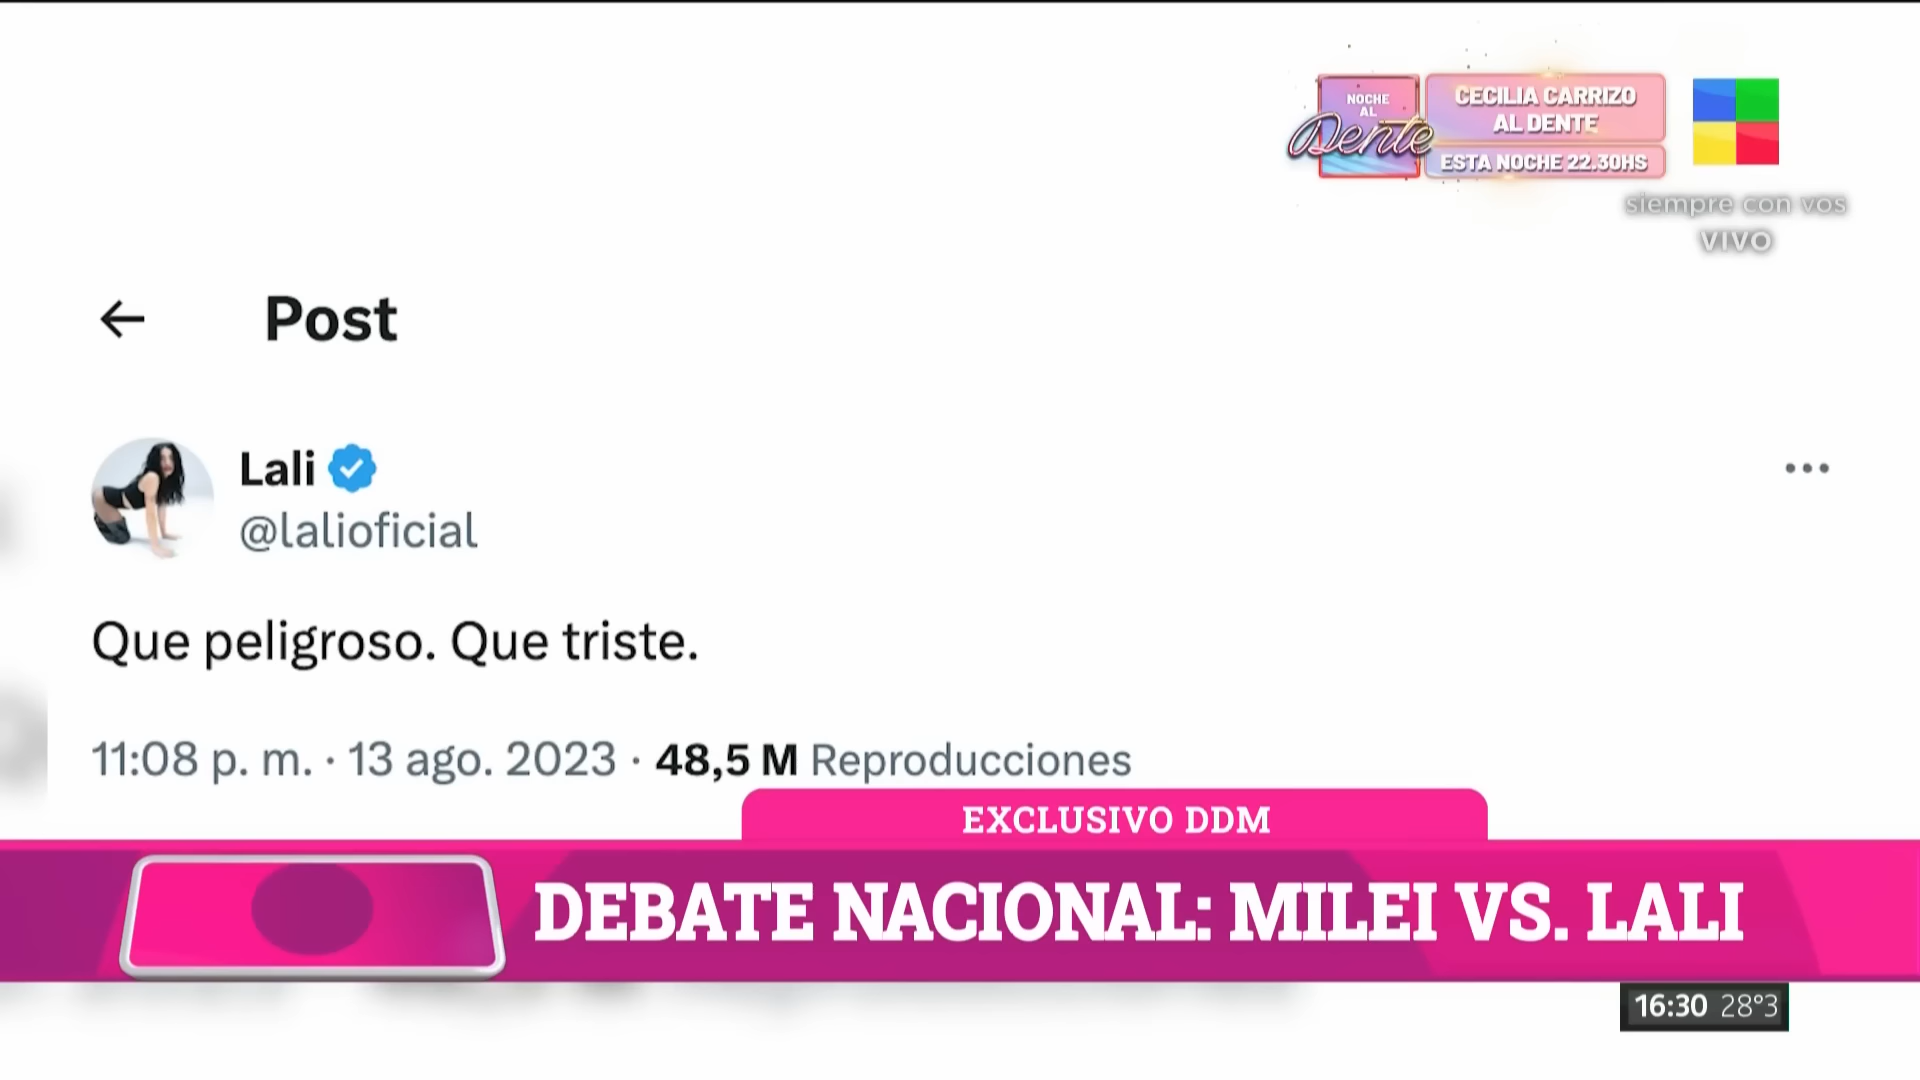 NOCHE
AL
Dente
CECILIA CARRIZO
AL DENTE
ESTA NOCHE 22.30HS
siempre con vos
VIVO
Post
Lali
@lalioficial
Que peligroso. Que triste.
11:08 p. m. · 13 ago. 2023 · 48,5 M Reproducciones
EXCLUSIVO DDM
DEBATE NACIONAL: MILEI VS. LALI
16:30 28°3